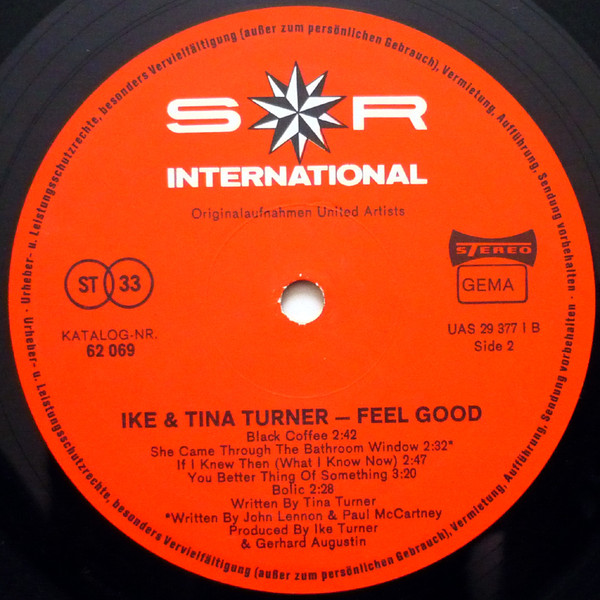 Urheber- u. Leistungsschutzrechte, besonders Vervielfältigung (außer zum persönlichen Gebrauch), Vermietung, Aufführung, Sendung vorbehalten ·
S R
INTERNATIONAL
Originalaufnahmen United Artists
STEREO
ST 33
GEMA
KATALOG-NR.
62 069
UAS 29 377 I B
Side 2
IKE & TINA TURNER — FEEL GOOD
Black Coffee 2:42
She Came Through The Bathroom Window 2:32*
If I Knew Then (What I Know Now) 2:47
You Better Thing Of Something 3:20
Bolic 2:28
Written By Tina Turner
*Written By John Lennon & Paul McCartney
Produced By Ike Turner
& Gerhard Augustin
Urheber- u. Leistungsschutzrechte, besonders Vervielfältigung (außer zum persönlichen Gebrauch), Vermietung, Aufführung, Sendung vorbehalten ·